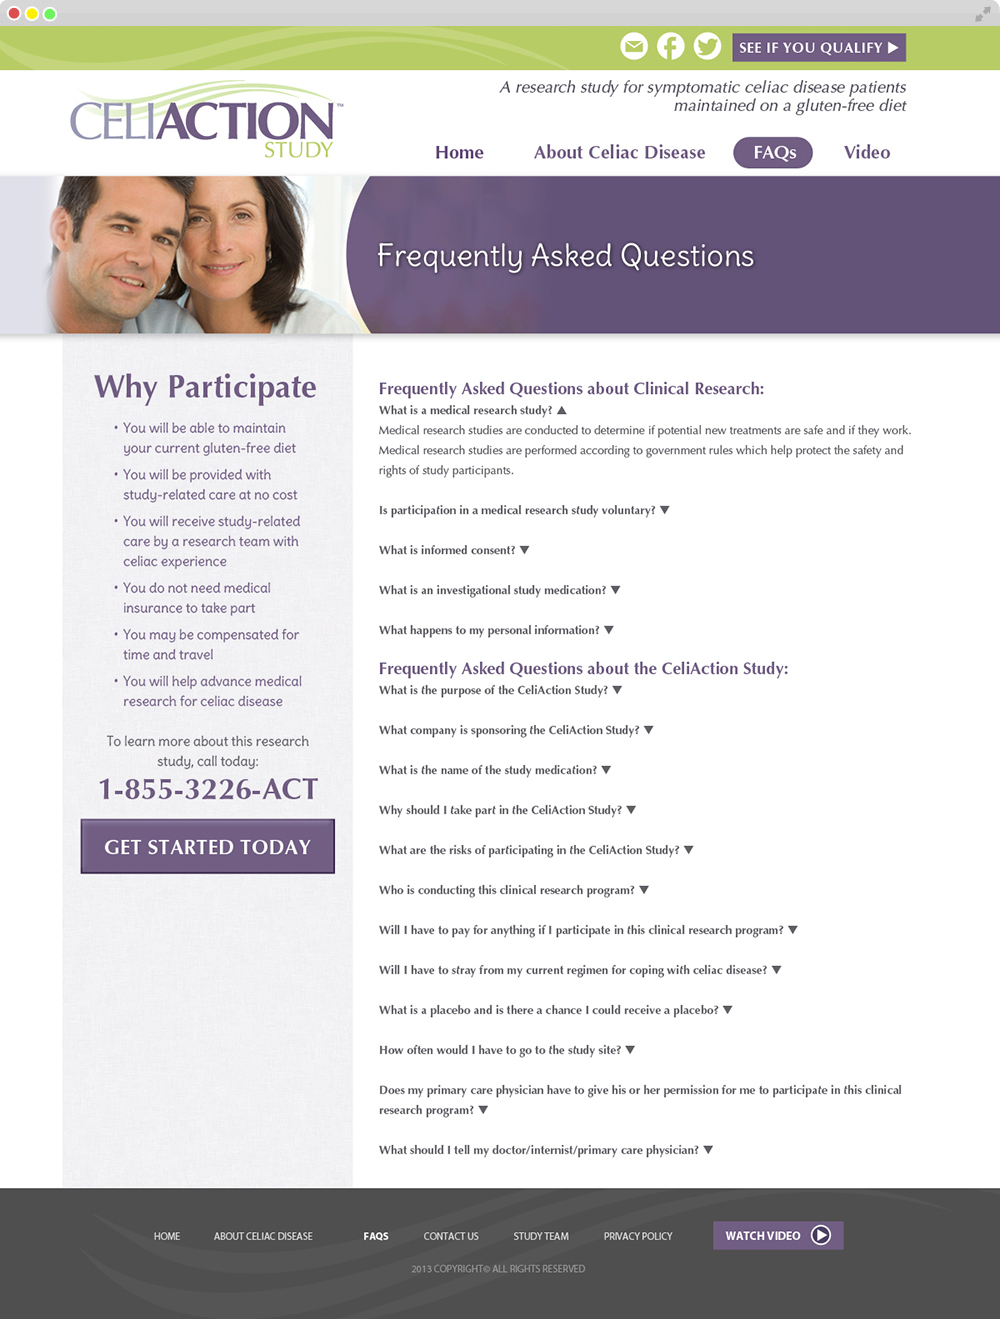 SEE IF YOU QUALIFY
A research study for symptomatic celiac disease patients
maintained on a gluten-free diet
CELIACTION™
STUDY
Home
About Celiac Disease
FAQs
Video
Frequently Asked Questions
Why Participate
• You will be able to maintain
your current gluten-free diet
• You will be provided with
study-related care at no cost
• You will receive study-related
care by a research team with
celiac experience
• You do not need medical
insurance to take part
• You may be compensated for
time and travel
• You will help advance medical
research for celiac disease
To learn more about this research
study, call today:
1-855-3226-ACT
GET STARTED TODAY
Frequently Asked Questions about Clinical Research:
What is a medical research study? ▲
Medical research studies are conducted to determine if potential new treatments are safe and if they work.
Medical research studies are performed according to government rules which help protect the safety and
rights of study participants.
Is participation in a medical research study voluntary? ▼
What is informed consent? ▼
What is an investigational study medication? ▼
What happens to my personal information? ▼
Frequently Asked Questions about the CeliAction Study:
What is the purpose of the CeliAction Study? ▼
What company is sponsoring the CeliAction Study? ▼
What is the name of the study medication? ▼
Why should I take part in the CeliAction Study? ▼
What are the risks of participating in the CeliAction Study? ▼
Who is conducting this clinical research program? ▼
Will I have to pay for anything if I participate in this clinical research program? ▼
Will I have to stray from my current regimen for coping with celiac disease? ▼
What is a placebo and is there a chance I could receive a placebo? ▼
How often would I have to go to the study site? ▼
Does my primary care physician have to give his or her permission for me to participate in this clinical
research program? ▼
What should I tell my doctor/internist/primary care physician? ▼
HOME
ABOUT CELIAC DISEASE
FAQS
CONTACT US
STUDY TEAM
PRIVACY POLICY
WATCH VIDEO
2013 COPYRIGHT© ALL RIGHTS RESERVED